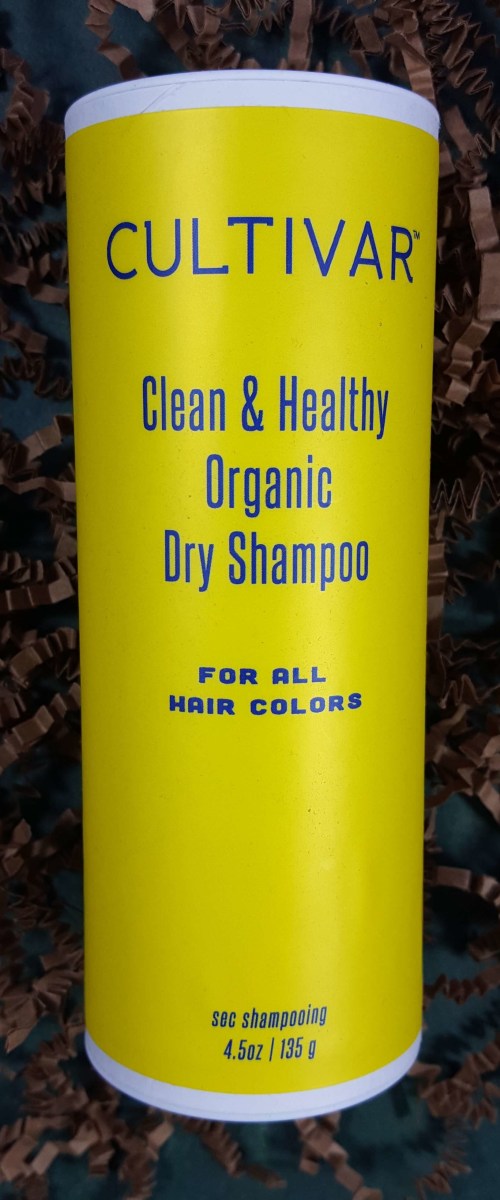 CULTIVAR™
Clean & Healthy
Organic
Dry Shampoo
FOR ALL
HAIR COLORS
sec shampooing
4.5oz | 135 g